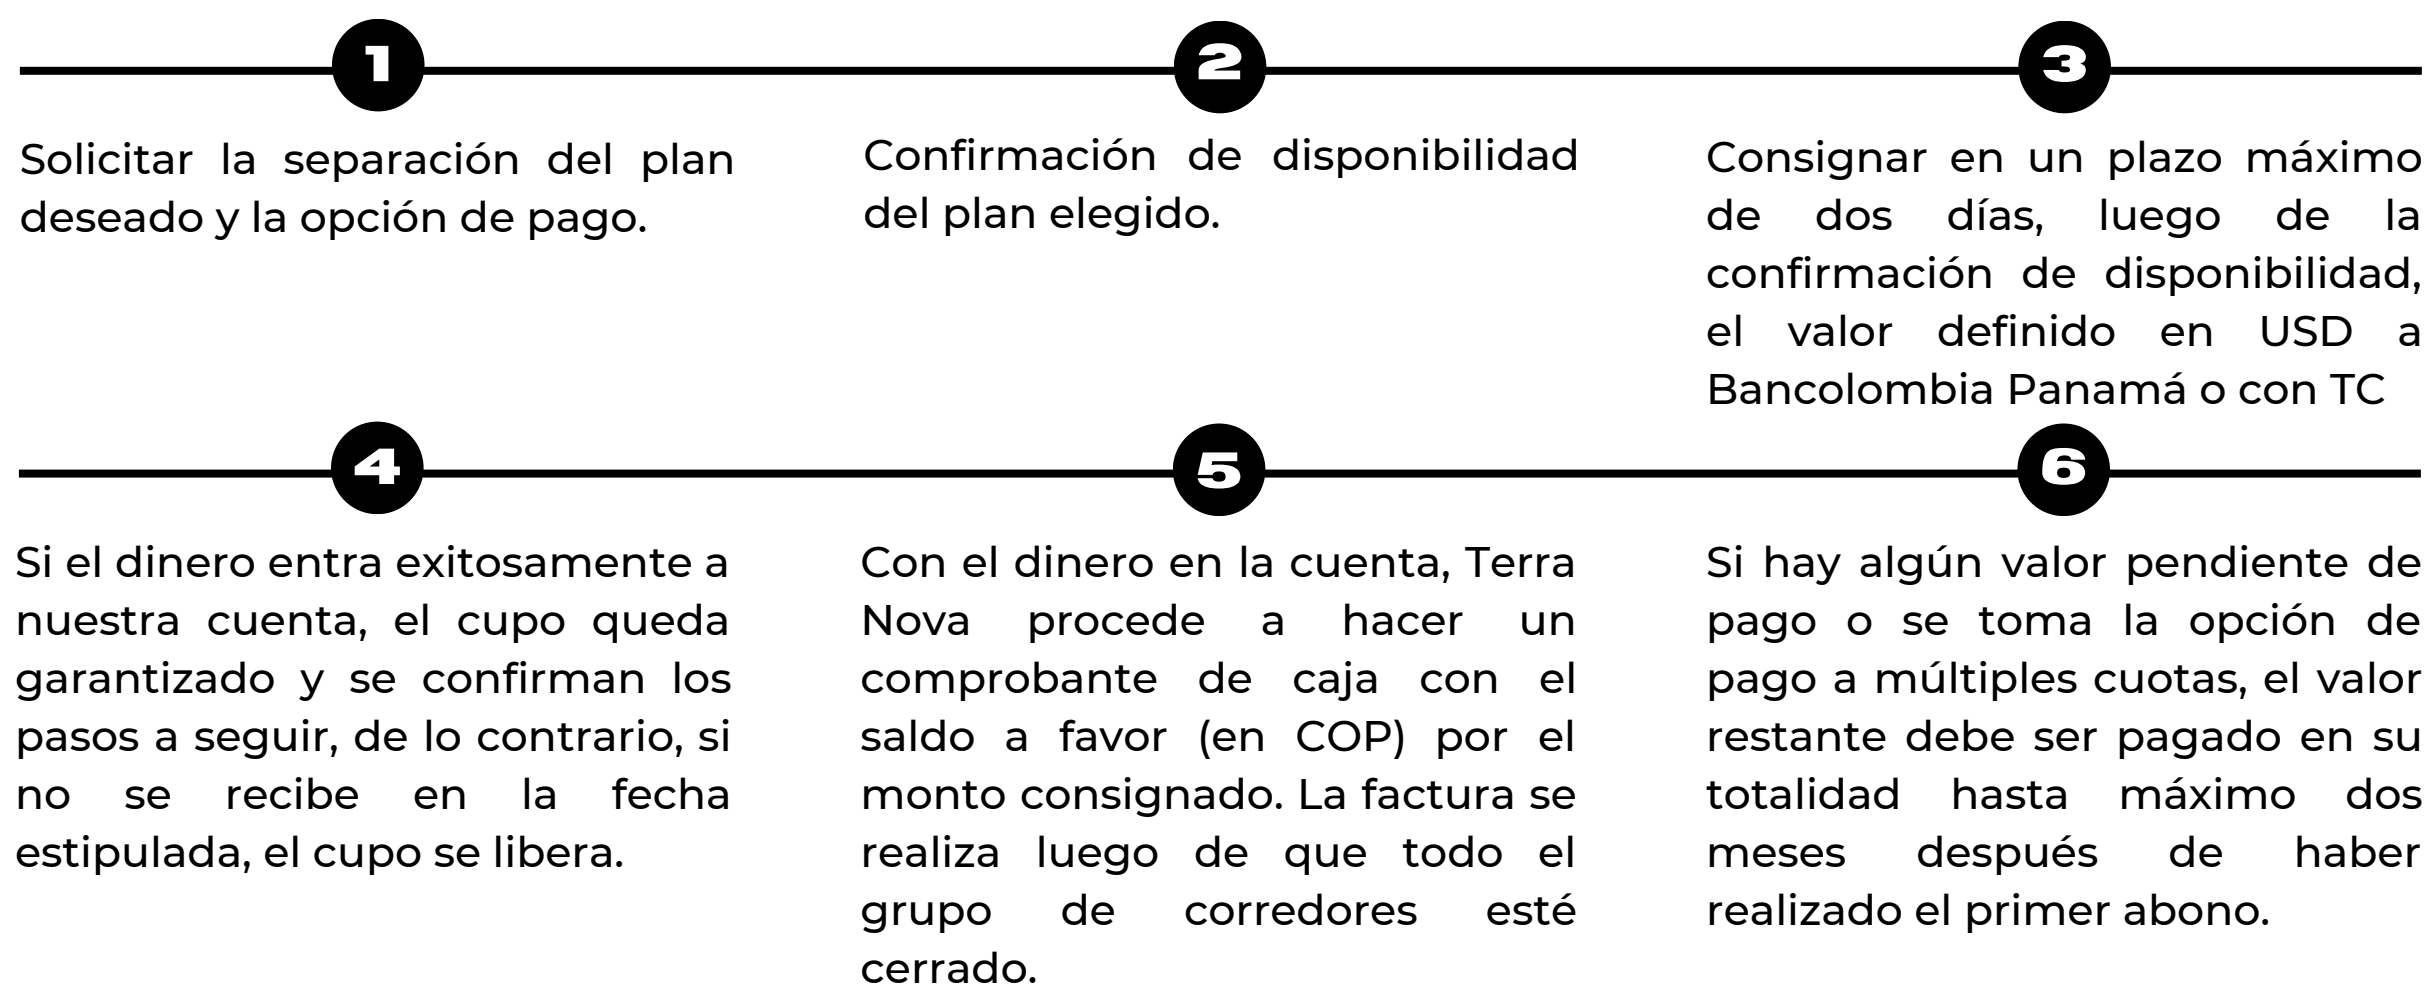 1
Solicitar la separación del plan
deseado y la opción de pago.
2
Confirmación de disponibilidad
del plan elegido.
3
Consignar en un plazo máximo
de dos días, luego de la
confirmación de disponibilidad,
el valor definido en USD a
Bancolombia Panamá o con TC
4
Si el dinero entra exitosamente a
nuestra cuenta, el cupo queda
garantizado y se confirman los
pasos a seguir, de lo contrario, si
no se recibe en la fecha
estipulada, el cupo se libera.
5
Con el dinero en la cuenta, Terra
Nova procede a hacer un
comprobante de caja con el
saldo a favor (en COP) por el
monto consignado. La factura se
realiza luego de que todo el
grupo de corredores esté
cerrado.
6
Si hay algún valor pendiente de
pago o se toma la opción de
pago a múltiples cuotas, el valor
restante debe ser pagado en su
totalidad hasta máximo dos
meses después de haber
realizado el primer abono.